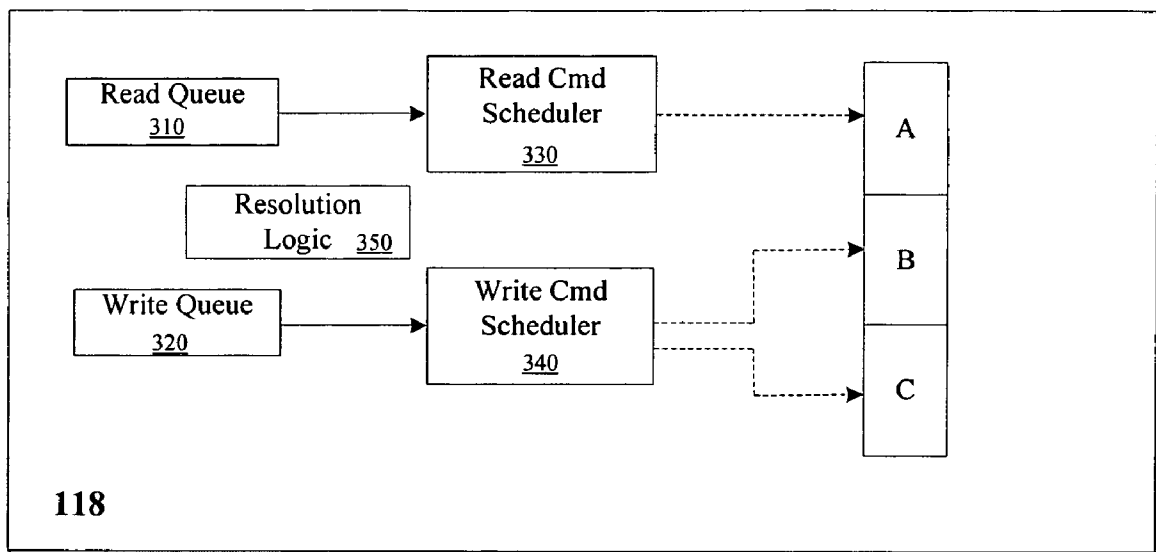 Read Queue
310
Read Cmd
Scheduler
330
A
Resolution
Logic 350
B
Write Queue
320
Write Cmd
Scheduler
340
C
118